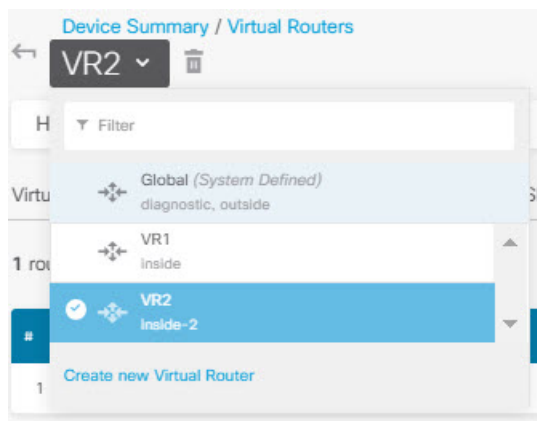 Device Summary / Virtual Routers
VR2
H
Filter
Global (System Defined)
diagnostic, outside
Virtu
S
VR1
inside
1 rou
VR2
inside-2
#
Create new Virtual Router
1